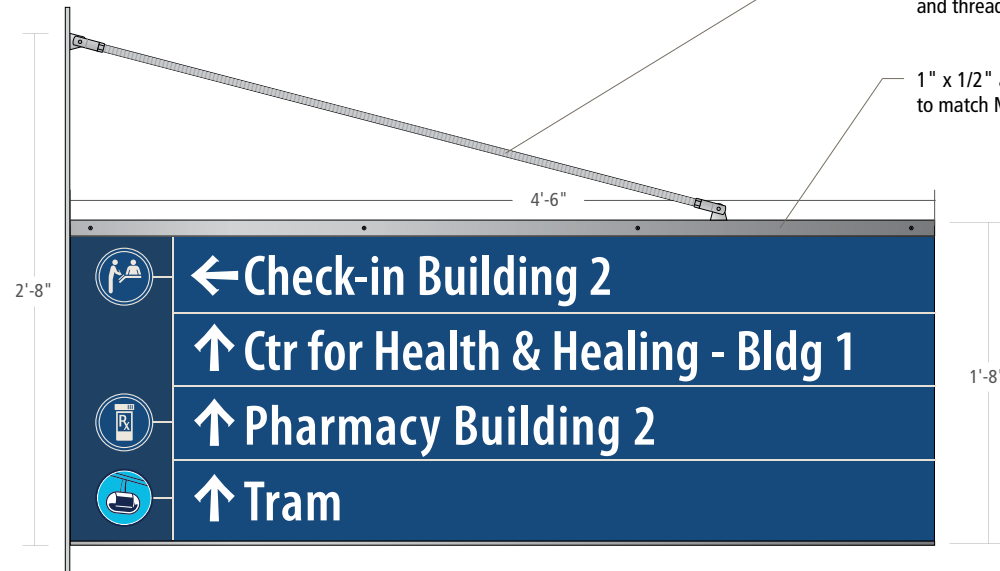 and thread
1" x 1/2"
to match
4'-6"
2'-8"
1'-8"
←Check-in Building 2
↑ Ctr for Health & Healing - Bldg 1
Rx
↑ Pharmacy Building 2
↑ Tram